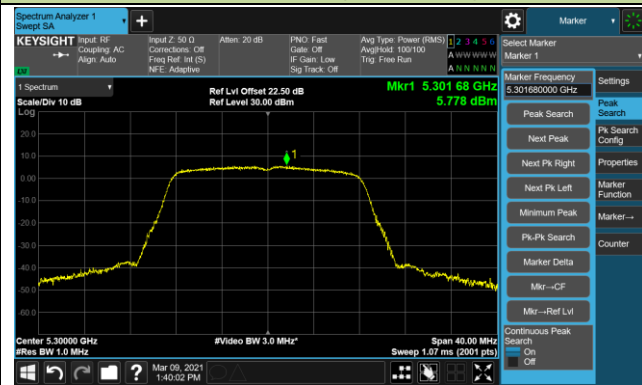 Spectrum Analyzer 1
Swept SA
+
Marker
KEYSIGHT
Input: RF
Coupling: AC
Align: Auto
Input Z: 50 Ω
Corrections: Off
Freq Ref: Int (S)
NFE: Adaptive
Atten: 20 dB
PNO: Fast
Gate: Off
IF Gain: Low
Sig Track: Off
Avg Type: Power (RMS)
Avg|Hold: 100/100
Trig: Free Run
1 2 3 4 5 6
A W W W W W
A N N N N N
Select Marker
Marker 1
1 Spectrum
Scale/Div 10 dB
Log
Ref Lvl Offset 22.50 dB
Ref Level 30.00 dBm
Mkr1 5.301 68 GHz
5.778 dBm
20.0
10.0
0.00
-10.0
-20.0
-30.0
-40.0
-50.0
-60.0
1
Center 5.30000 GHz
#Res BW 1.0 MHz
#Video BW 3.0 MHz*
Span 40.00 MHz
Sweep 1.07 ms (2001 pts)
Marker Frequency
5.301680000 GHz
Peak Search
Next Peak
Next Pk Right
Next Pk Left
Minimum Peak
Pk-Pk Search
Marker Delta
Mkr→CF
Mkr→Ref Lvl
Continuous Peak
Search
On
Off
Settings
Peak
Search
Pk Search
Config
Properties
Marker
Function
Marker→
Counter
?
Mar 09, 2021
1:40:02 PM